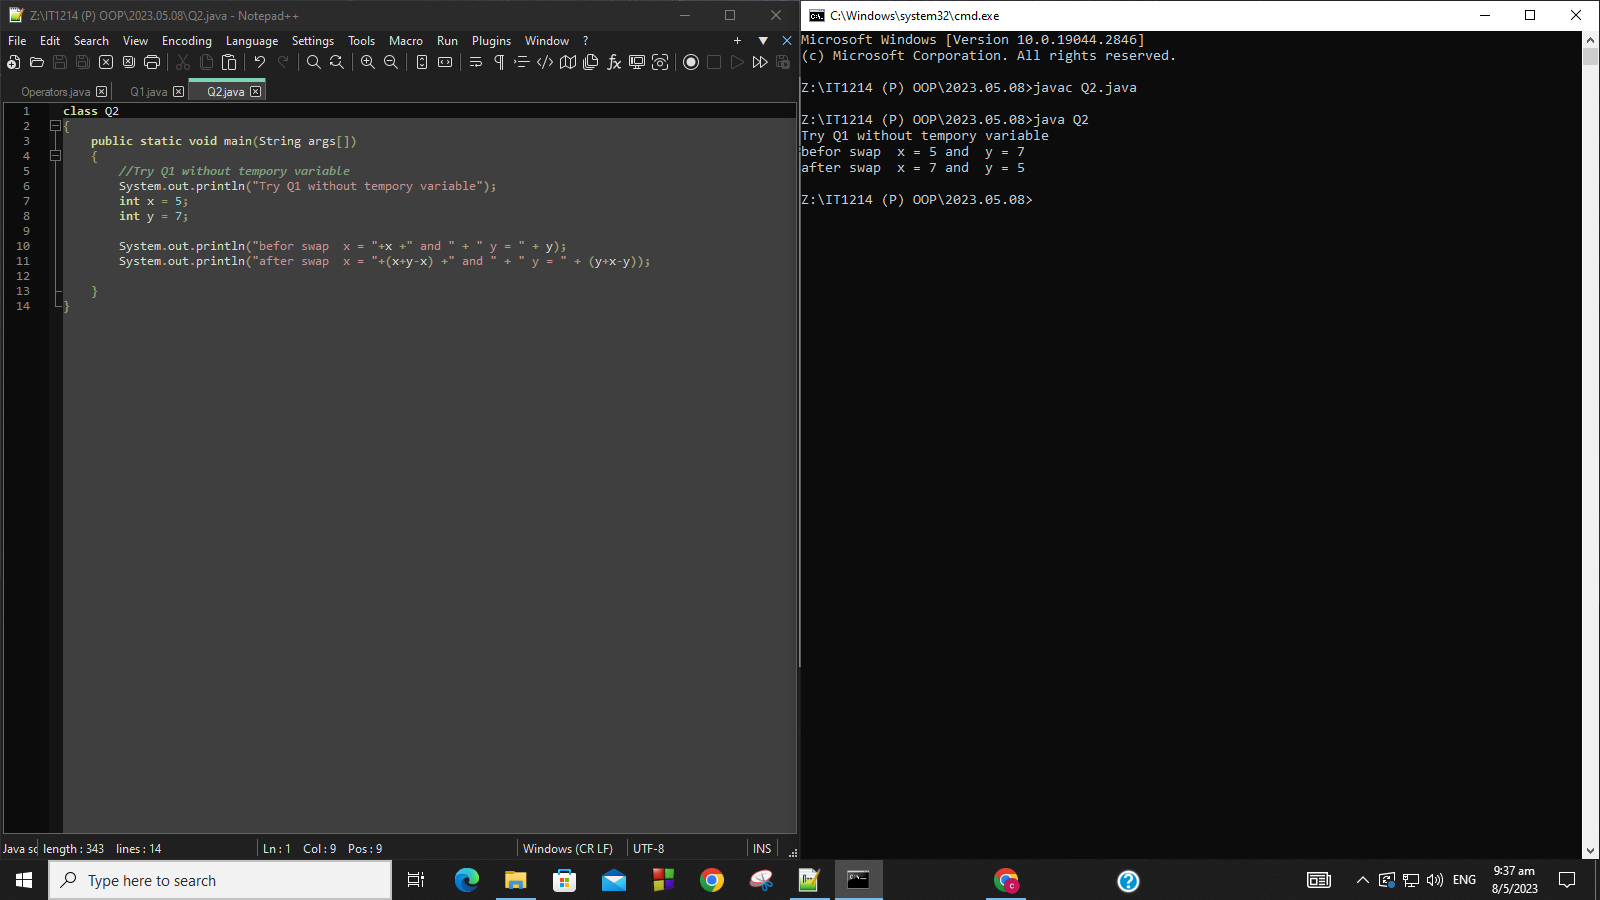 Z:\IT1214 (P) OOP\2023.05.08\Q2.java - Notepad++
File Edit Search View Encoding Language Settings Tools Macro Run Plugins Window ?
Operators.java Q1.java Q2.java
1 class Q2
2 {
3 public static void main(String args[])
4 {
5 //Try Q1 without tempory variable
6 System.out.println("Try Q1 without tempory variable");
7 int x = 5;
8 int y = 7;
9
10 System.out.println("befor swap  x = "+x +" and " + " y = " + y);
11 System.out.println("after swap  x = "+(x+y-x) +" and " + " y = " + (y+x-y));
12
13 }
14 }
length : 343 lines : 14 Ln : 1 Col : 9 Pos : 9 Windows (CR LF) UTF-8 INS
C:\Windows\system32\cmd.exe
Microsoft Windows [Version 10.0.19044.2846]
(c) Microsoft Corporation. All rights reserved.
Z:\IT1214 (P) OOP\2023.05.08>javac Q2.java
Z:\IT1214 (P) OOP\2023.05.08>java Q2
Try Q1 without tempory variable
befor swap  x = 5 and  y = 7
after swap  x = 7 and  y = 5
Z:\IT1214 (P) OOP\2023.05.08>
Type here to search
ENG
9:37 am
8/5/2023